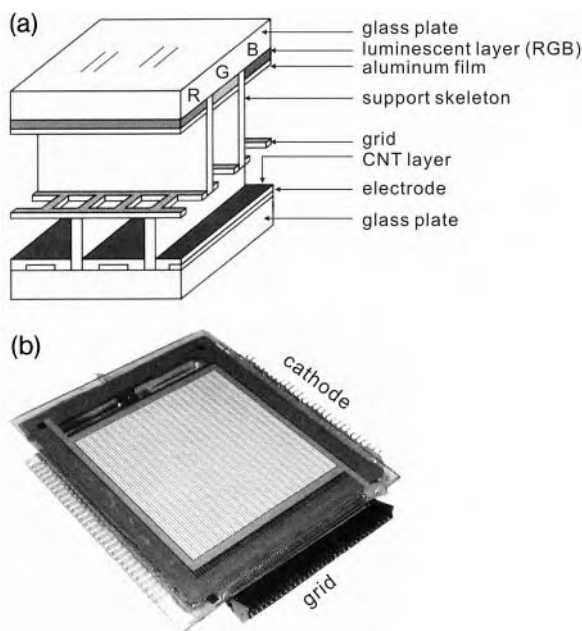 (a)
glass plate
luminescent layer (RGB)
aluminum film
support skeleton
grid
CNT layer
electrode
glass plate
R G B
(b)
cathode
grid